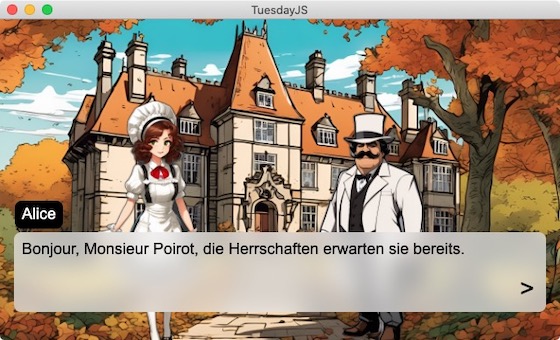 TuesdayJS
Alice
Bonjour, Monsieur Poirot, die Herrschaften erwarten sie bereits.
>